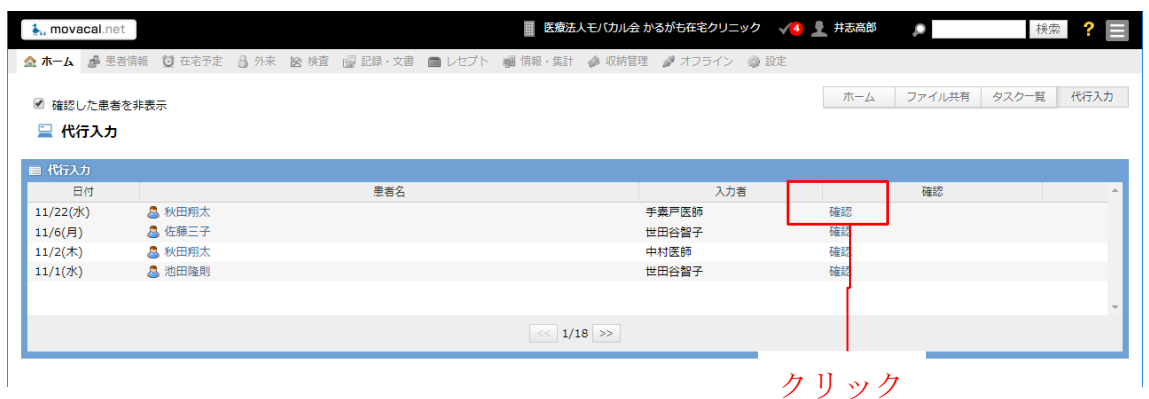 movacal.net 医療法人モバカル会 かるがも在宅クリニック 4 井志高郎 検索 ?
ホーム 患者情報 在宅予定 外来 検査 記録・文書 レセプト 情報・集計 収納管理 オフライン 設定
ホーム ファイル共有 タスク一覧 代行入力
確認した患者を非表示
代行入力
代行入力
日付 患者名 入力者 確認
11/22(水) 秋田翔太 手素戸医師 確認
11/6(月) 佐藤三子 世田谷智子 確認
11/2(木) 秋田翔太 中村医師 確認
11/1(水) 池田隆則 世田谷智子 確認
<< 1/18 >>
クリック